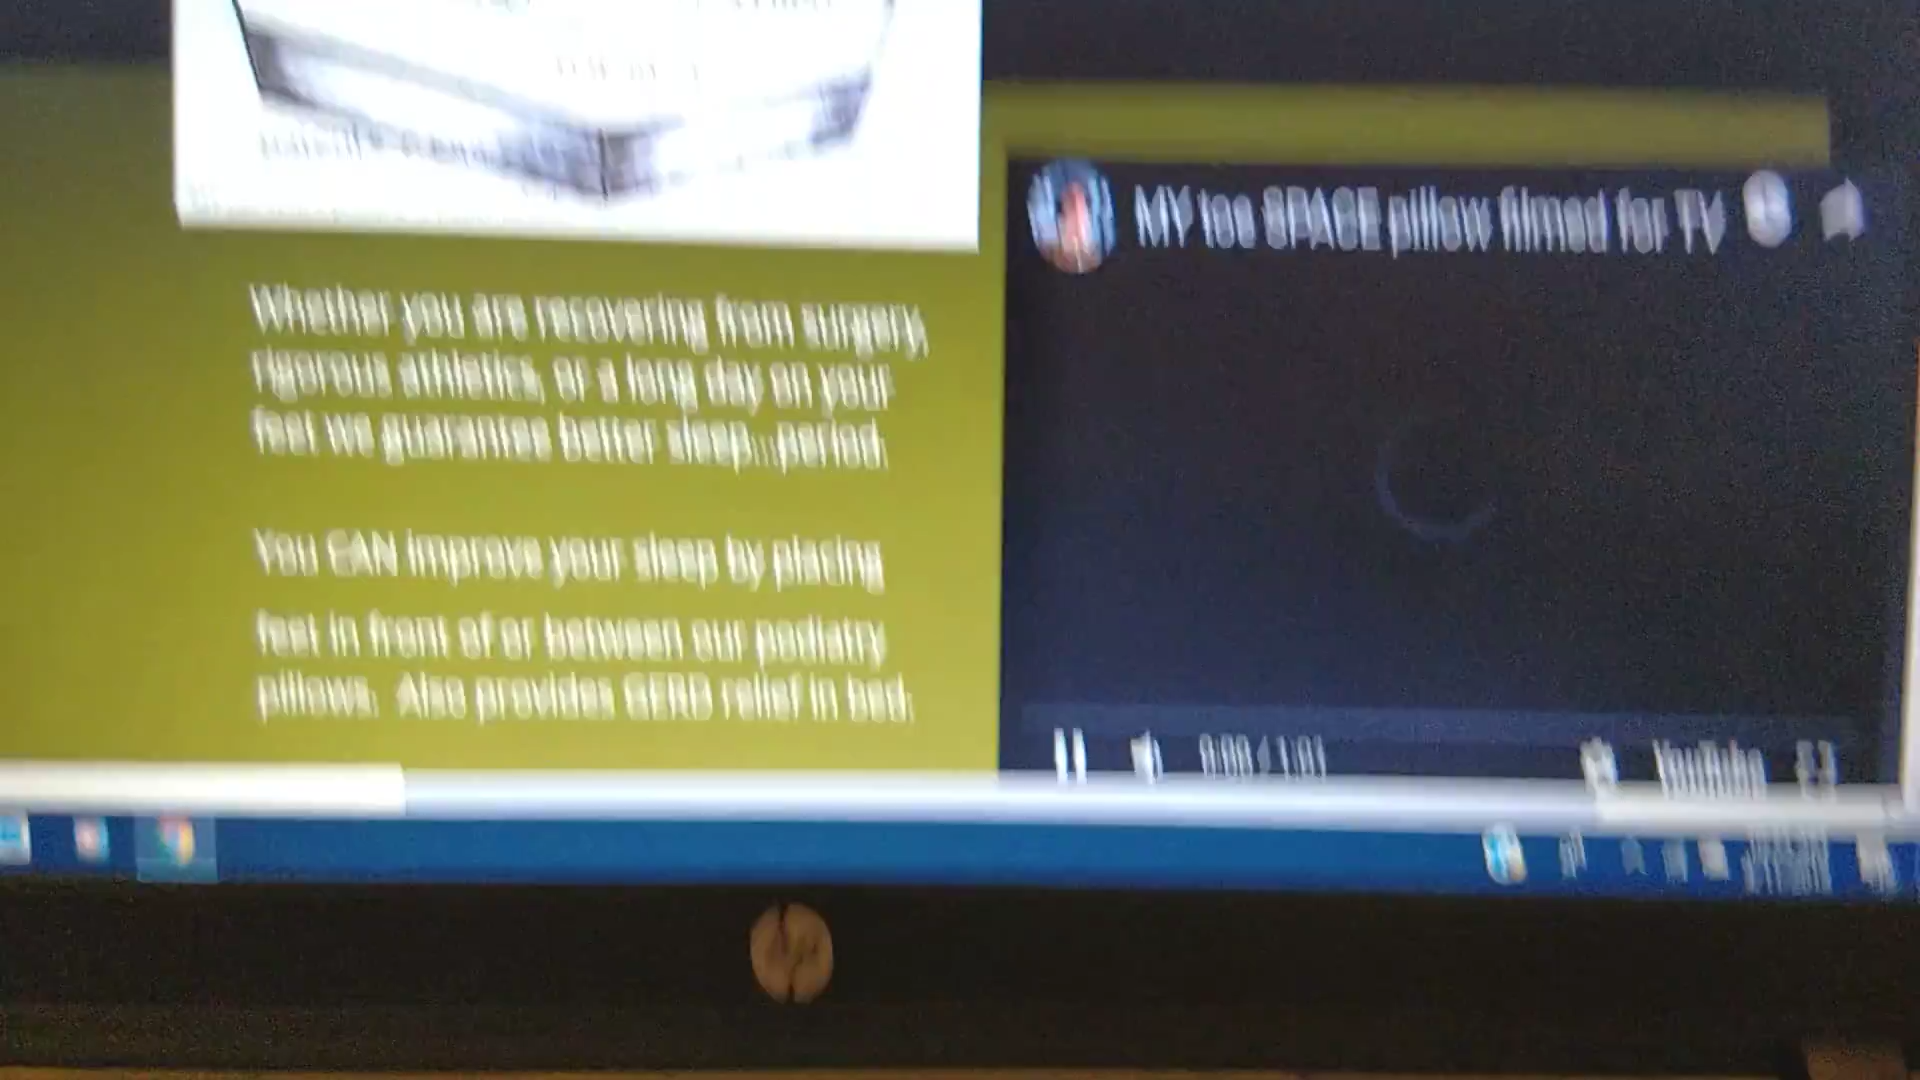 Whether you are recovering from surgery,
rigorous athletics, or a long day on your
feet we guarantee better sleep...period.
You CAN improve your sleep by placing
feet in front of or between our podiatry
pillows. Also provides GERD relief in bed.
MY toe SPACE pillow filmed for TV
YouTube